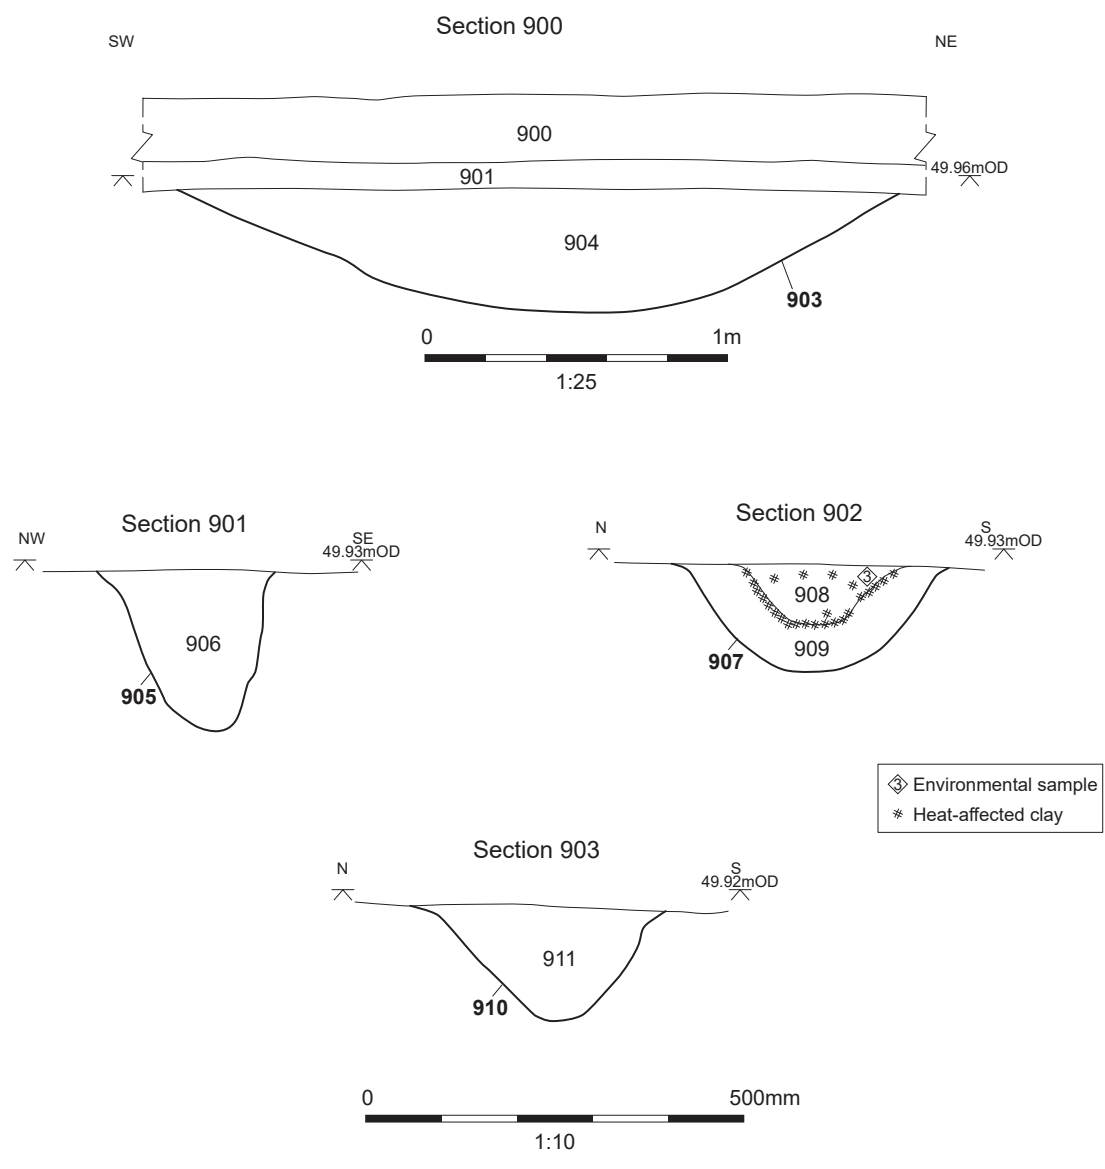 Section 900
SW
NE
900
49.96mOD
901
904
903
0
1m
1:25
Section 901
NW
SE
49.93mOD
906
905
Section 902
N
S
49.93mOD
3
908
909
907
3 Environmental sample
Heat-affected clay
Section 903
N
S
49.92mOD
911
910
0
500mm
1:10